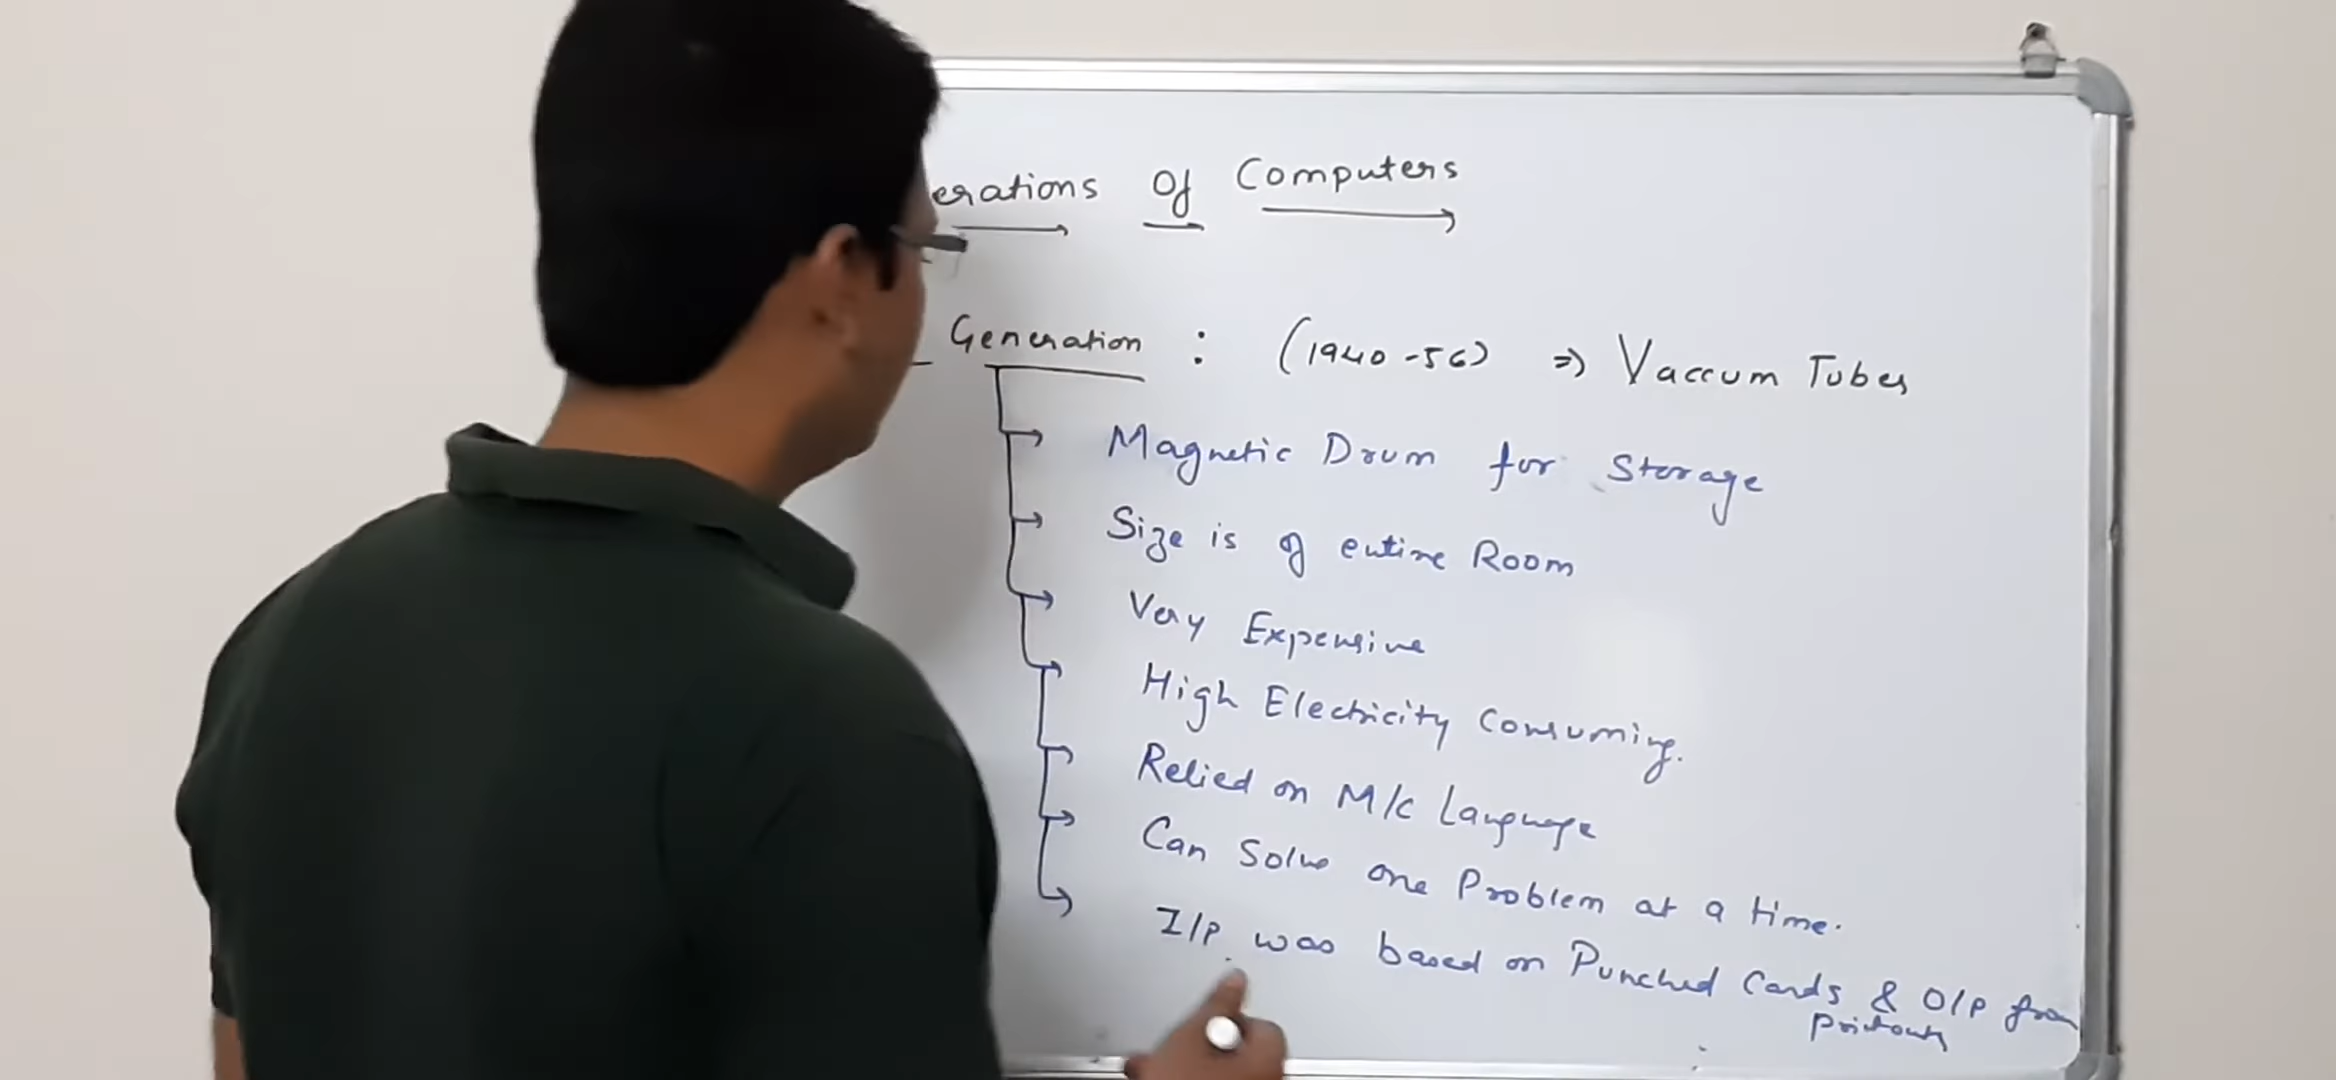 erations Of Computers
Generation : (1940-56) ⇒ Vaccum Tubes
Magnetic Drum for Storage
Size is of entire Room
Very Expensive
High Electricity Consuming.
Relied on M/c Language
Can Solve one Problem at a time.
I/P was based on Punched Cards & O/P from
Printouts